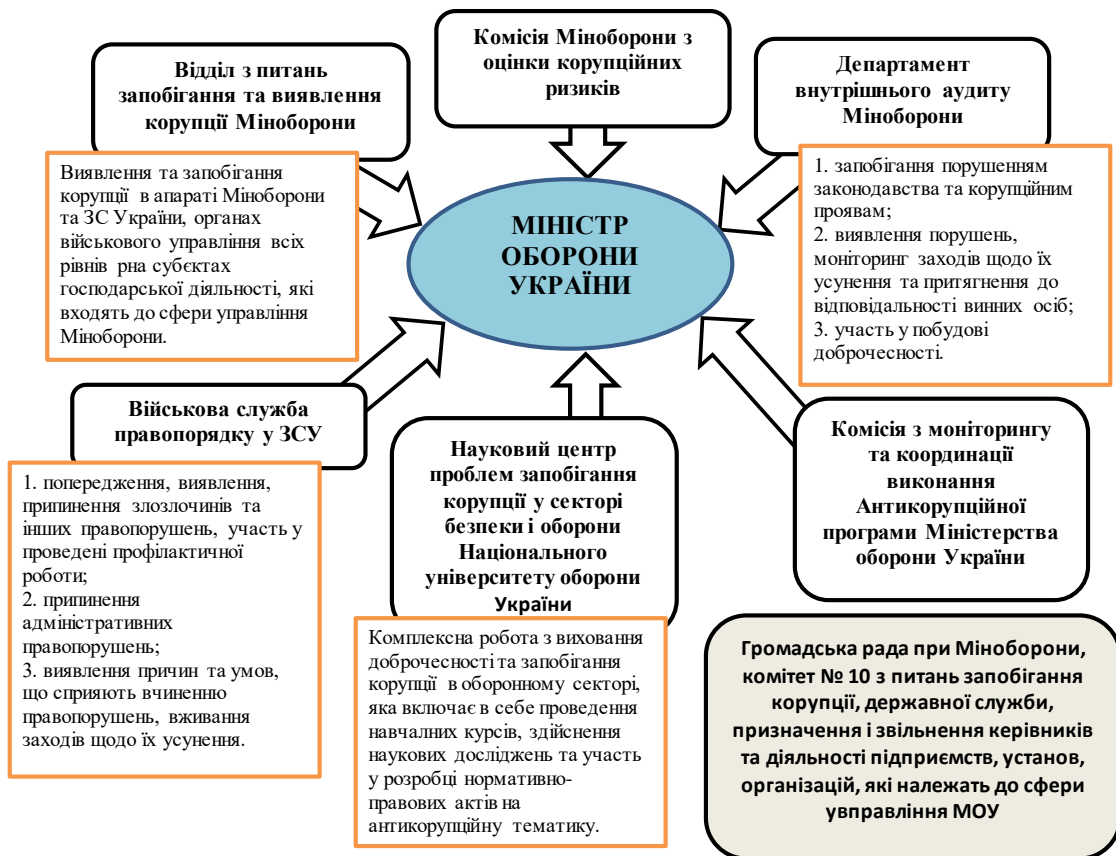 Комісія Міноборони з
оцінки корупційних
ризиків
Відділ з питань
запобігання та виявлення
корупції Міноборони
Департамент
внутрішнього аудиту
Міноборони
Виявлення та запобігання
корупції в апараті Міноборони
та ЗС України, органах
військового управління всіх
рівнів рна субєктах
господарської діяльності, які
входять до сфери управління
Міноборони.
МІНІСТР
ОБОРОНИ
УКРАЇНИ
1. запобігання порушенням
законодавства та корупційним
проявам;
2. виявлення порушень,
моніторинг заходів щодо їх
усунення та притягнення до
відповідальності винних осіб;
3. участь у побудові
доброчесності.
Військова служба
правопорядку у ЗСУ
1. попередження, виявлення,
припинення злозлочинів та
інших правопорушень, участь у
проведені профілактичної
роботи;
2. припинення
адміністративних
правопорушень;
3. виявлення причин та умов,
що сприяють вчиненню
правопорушень, вживання
заходів щодо їх усунення.
Науковий центр
проблем запобігання
корупції у секторі
безпеки і оборони
Національного
університету оборони
України
Комплексна робота з виховання
доброчесності та запобігання
корупції в оборонному секторі,
яка включає в себе проведення
навчалних курсів, здійснення
наукових досліджень та участь
у розробці нормативно-
правових актів на
антикорупційну тематику.
Комісія з моніторингу
та координації
виконання
Антикорупційної
програми Міністерства
оборони України
Громадська рада при Міноборони,
комітет № 10 з питань запобігання
корупції, державної служби,
призначення і звільнення керівників
та діяльності підприємств, установ,
організацій, які належать до сфери
увправління МОУ